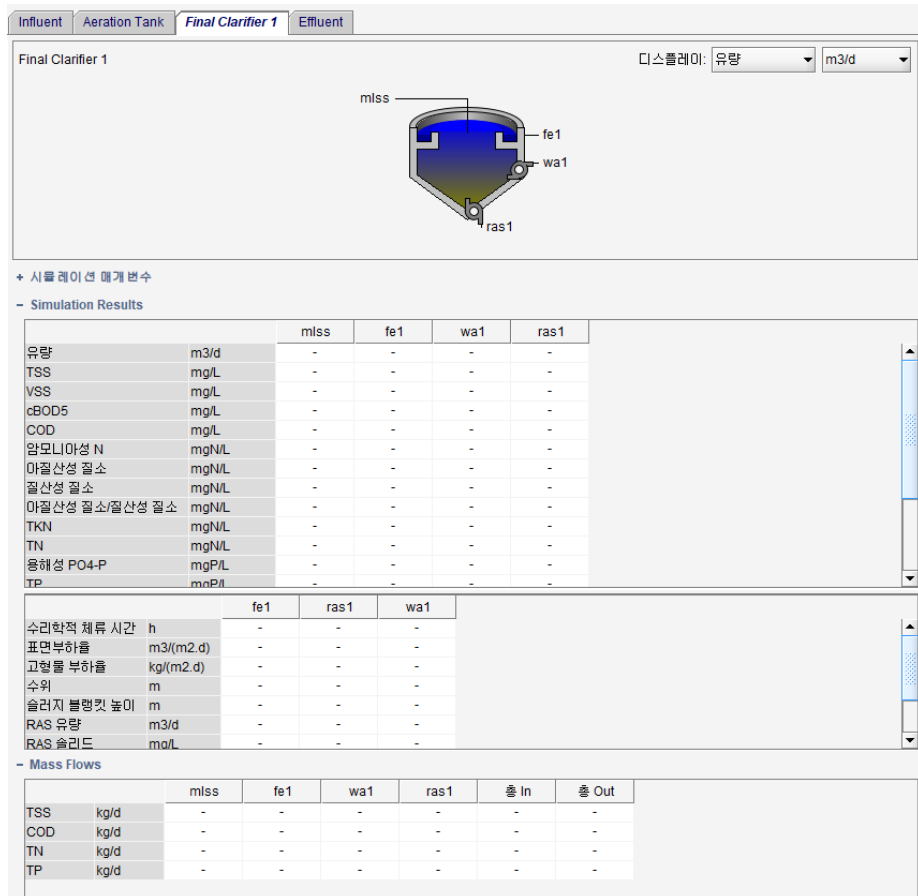 Influent Aeration Tank Final Clarifier 1 Effluent
Final Clarifier 1 디스플레이: 유량 m3/d
mlss
fe1
wa1
ras1
+ 시뮬레이션 매개변수
− Simulation Results
mlss fe1 wa1 ras1
유량 m3/d - - - -
TSS mg/L - - - -
VSS mg/L - - - -
cBOD5 mg/L - - - -
COD mg/L - - - -
암모니아성 N mgN/L - - - -
아질산성 질소 mgN/L - - - -
질산성 질소 mgN/L - - - -
아질산성 질소/질산성 질소 mgN/L - - - -
TKN mgN/L - - - -
TN mgN/L - - - -
용해성 PO4-P mgP/L - - - -
TP mgP/L - - - -
fe1 ras1 wa1
수리학적 체류 시간 h - - -
표면부하율 m3/(m2.d) - - -
고형물 부하율 kg/(m2.d) - - -
수위 m - - -
슬러지 블랭킷 높이 m - - -
RAS 유량 m3/d - - -
RAS 솔리드 mg/L - - -
− Mass Flows
mlss fe1 wa1 ras1 총 In 총 Out
TSS kg/d - - - - - -
COD kg/d - - - - - -
TN kg/d - - - - - -
TP kg/d - - - - - -